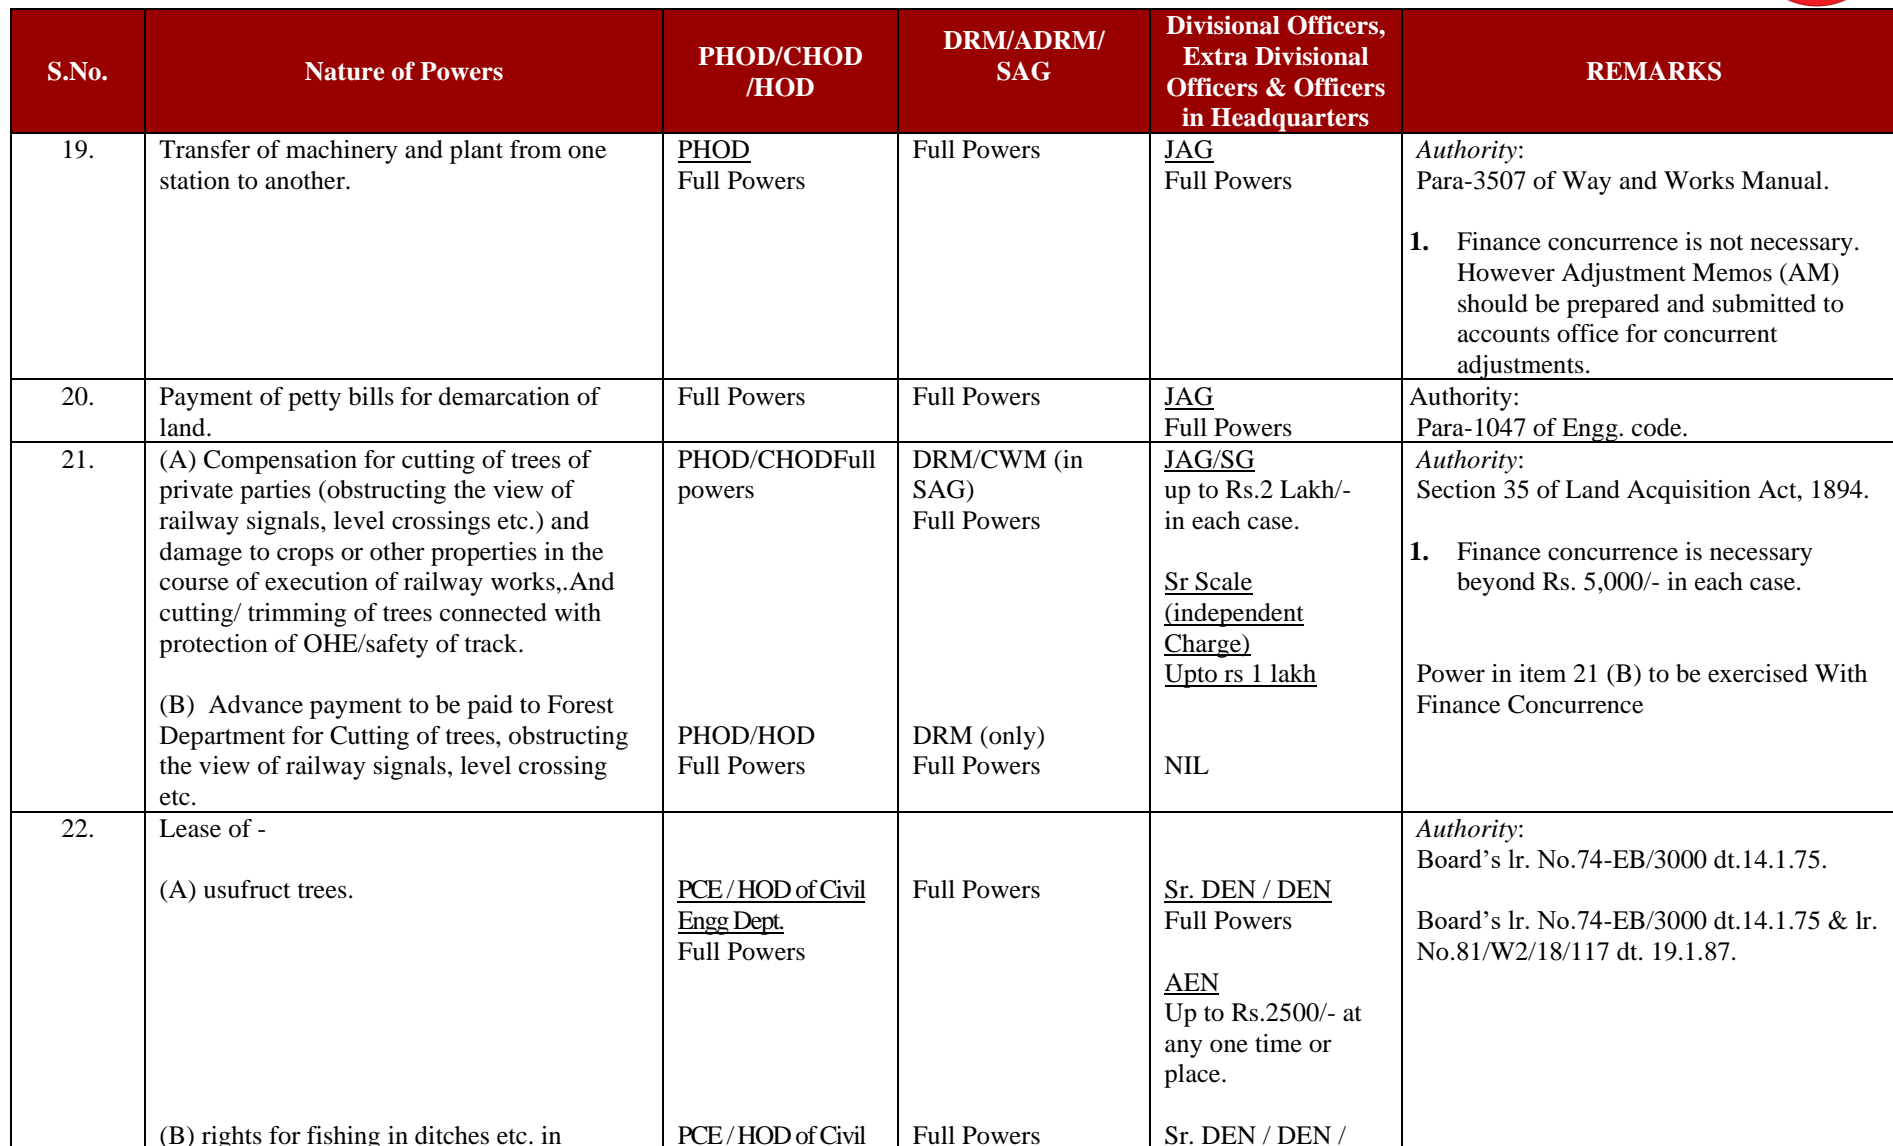 S.No.
Nature of Powers
PHOD/CHOD
/HOD
DRM/ADRM/
SAG
Divisional Officers,
Extra Divisional
Officers & Officers
in Headquarters
REMARKS
19.
Transfer of machinery and plant from one
station to another.
PHOD
Full Powers
Full Powers
JAG
Full Powers
Authority:
Para-3507 of Way and Works Manual.
1. Finance concurrence is not necessary.
However Adjustment Memos (AM)
should be prepared and submitted to
accounts office for concurrent
adjustments.
20.
Payment of petty bills for demarcation of
land.
Full Powers
Full Powers
JAG
Full Powers
Authority:
Para-1047 of Engg. code.
21.
(A) Compensation for cutting of trees of
private parties (obstructing the view of
railway signals, level crossings etc.) and
damage to crops or other properties in the
course of execution of railway works,.And
cutting/ trimming of trees connected with
protection of OHE/safety of track.
(B) Advance payment to be paid to Forest
Department for Cutting of trees, obstructing
the view of railway signals, level crossing
etc.
PHOD/CHODFull
powers
PHOD/HOD
Full Powers
DRM/CWM (in
SAG)
Full Powers
DRM (only)
Full Powers
JAG/SG
up to Rs.2 Lakh/-
in each case.
Sr Scale
(independent
Charge)
Upto rs 1 lakh
NIL
Authority:
Section 35 of Land Acquisition Act, 1894.
1. Finance concurrence is necessary
beyond Rs. 5,000/- in each case.
Power in item 21 (B) to be exercised With
Finance Concurrence
22.
Lease of -
(A) usufruct trees.
(B) rights for fishing in ditches etc. in
PCE / HOD of Civil
Engg Dept.
Full Powers
PCE / HOD of Civil
Full Powers
Full Powers
Sr. DEN / DEN
Full Powers
AEN
Up to Rs.2500/- at
any one time or
place.
Sr. DEN / DEN /
Authority:
Board’s lr. No.74-EB/3000 dt.14.1.75.
Board’s lr. No.74-EB/3000 dt.14.1.75 & lr.
No.81/W2/18/117 dt. 19.1.87.